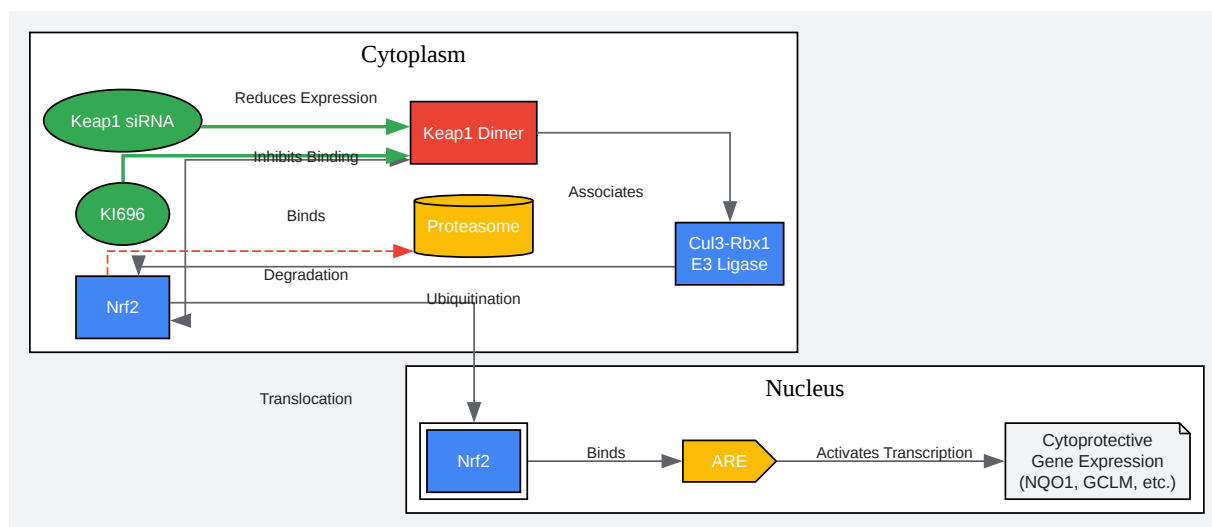 Cytoplasm
Reduces Expression
Keap1 siRNA
Keap1 Dimer
Inhibits Binding
Associates
KI696
Binds
Proteasome
Cul3-Rbx1
E3 Ligase
Degradation
Nrf2
Ubiquitination
Nucleus
Translocation
Nrf2
Binds
ARE
Activates Transcription
Cytoprotective
Gene Expression
(NQO1, GCLM, etc.)